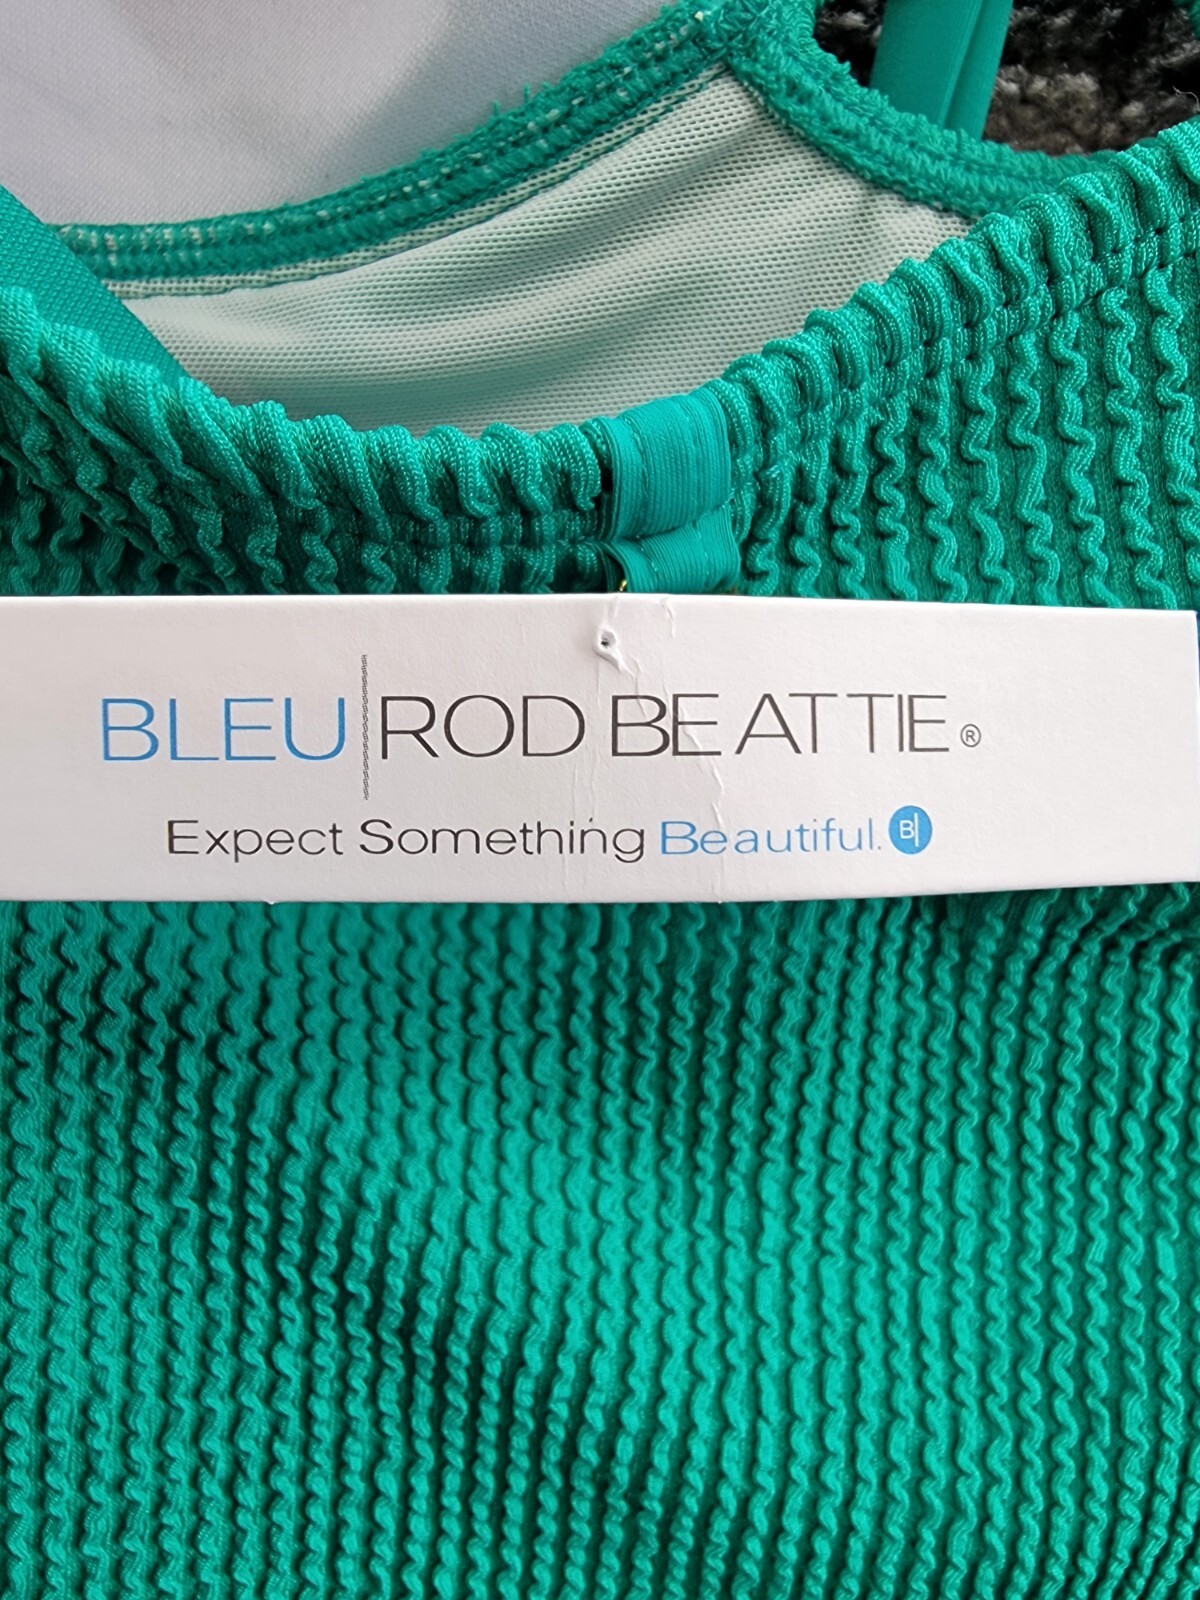 BLEU|ROD BEATTIE®
Expect Something Beautiful. B|